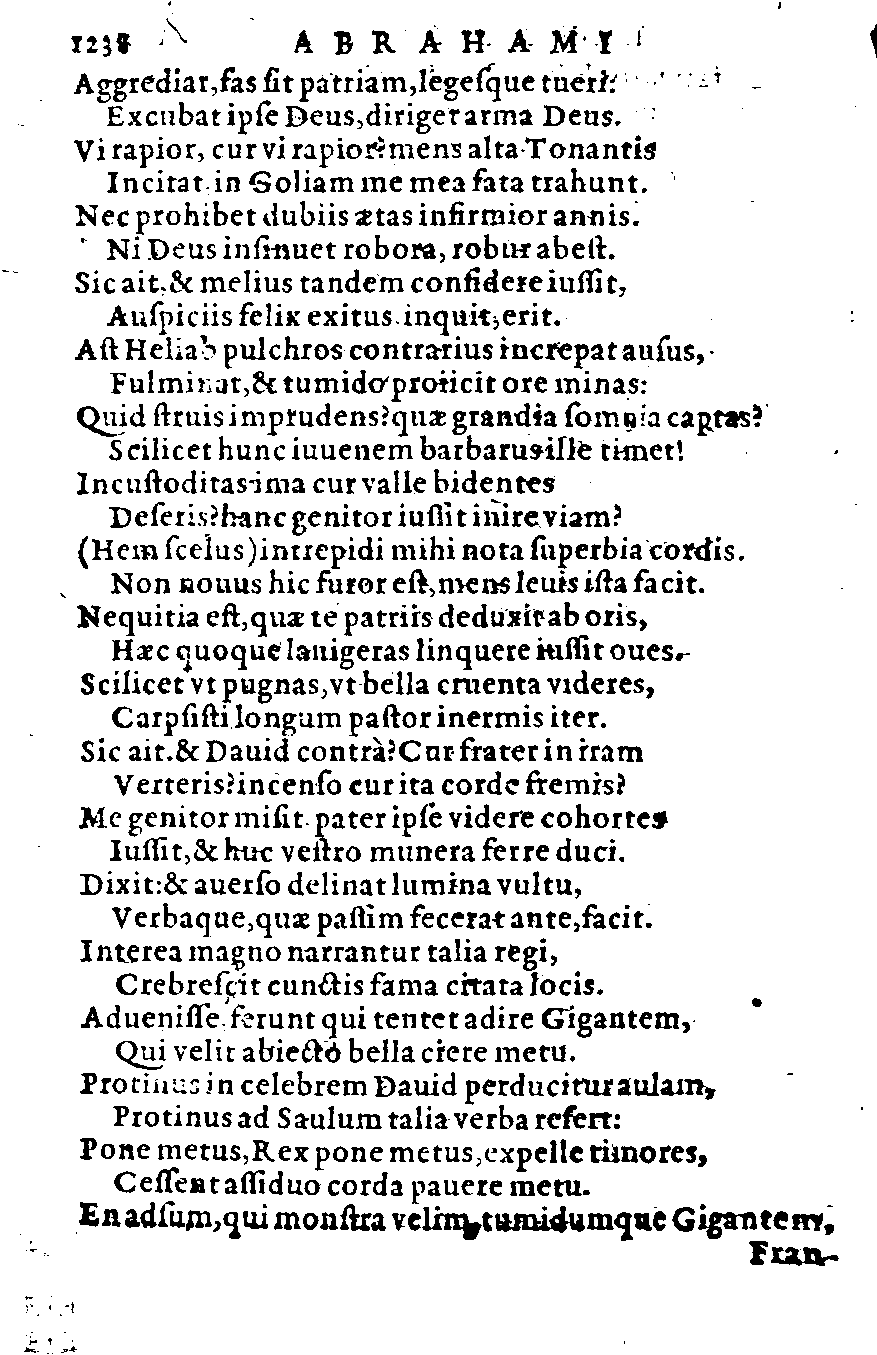 1238 ABRAHAMI
Aggrediar,fas ſit patriam,legeſque tueri:
Excubat ipſe Deus,diriget arma Deus.
Vi rapior, cur vi rapior? mens alta Tonantis
Incitat.in Goliam me mea fata trahunt.
Nec prohibet dubiis ætas infirmior annis.
Ni Deus inſinuet robora, robur abeſt.
Sic ait,& melius tandem confidere iuſſit,
Auſpiciis felix exitus.inquit,erit.
Aſt Heliab pulchros contrarius increpat auſus,
Fulminat,& tumido proiicit ore minas:
Quid ſtruis imprudens?quæ grandia ſomnia captas?
Scilicet hunc iuuenem barbarus iſſe timet!
Incuſtoditas ima cur valle bidentes
Deſeris?hanc genitor iuſſit inire viam?
(Hem ſcelus)intrepidi mihi nota ſuperbia cordis.
Non nouus hic furor eſt,mens leuis iſta facit.
Nequitia eſt,quæ te patriis deduxit ab oris,
Hæc quoque lanigeras linquere iuſſit oues.
Scilicet vt pugnas,vt bella cruenta videres,
Carpſiſti longum paſtor inermis iter.
Sic ait.& Dauid contrà?Cur frater in iram
Verteris?incenſo cur ita corde fremis?
Me genitor miſit. pater ipſe videre cohortes
Iuſſit,& huc veſtro munera ferre duci.
Dixit:& auerſo delinat lumina vultu,
Verbaque,quæ paſſim fecerat ante,facit.
Interea magno narrantur talia regi,
Crebreſcit cunctis fama citata locis.
Adueniſſe ferunt qui tentet adire Gigantem,
Qui velit abiecto bella ciere metu.
Protinus in celebrem Dauid perducitur aulam,
Protinus ad Saulum talia verba refert:
Pone metus,Rex pone metus,expelle timores,
Ceſſent aſſiduo corda pauere metu.
En adſum,qui monſtra velim,tumidumque Gigantem,
Fran-